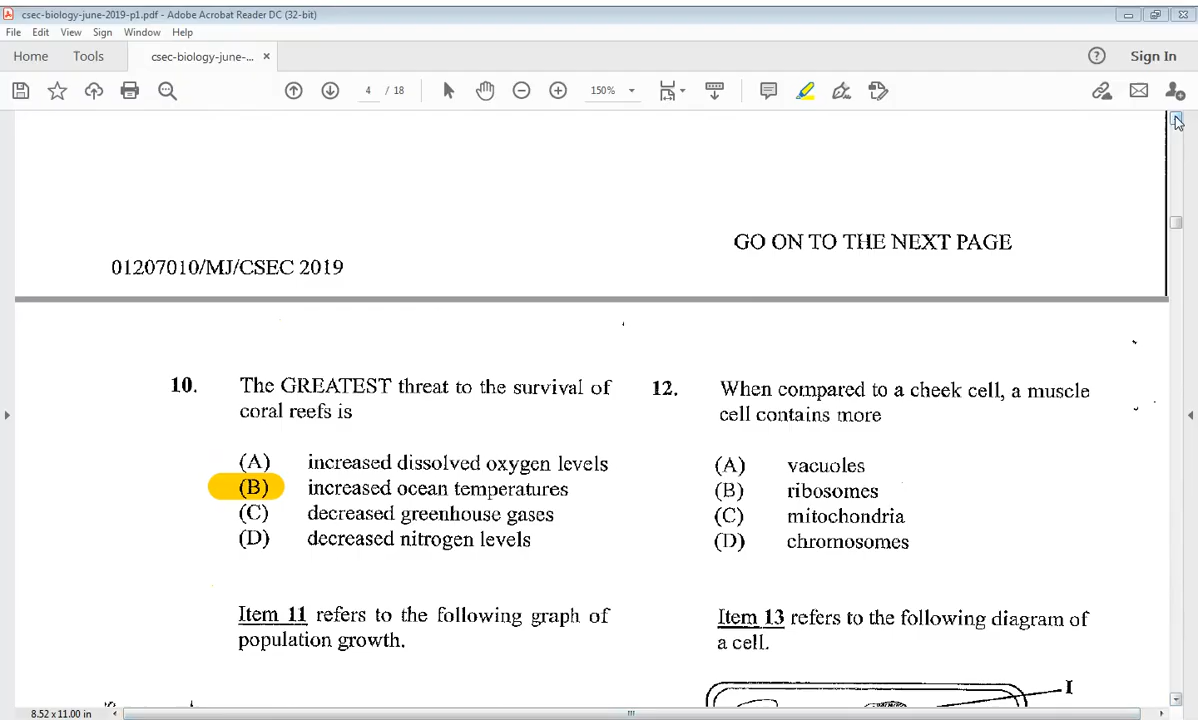 csec-biology-june-2019-p1.pdf - Adobe Acrobat Reader DC (32-bit)
File Edit View Sign Window Help
Home Tools csec-biology-june-... × Sign In
4 / 18 150%
GO ON TO THE NEXT PAGE
01207010/MJ/CSEC 2019
10. The GREATEST threat to the survival of
coral reefs is
(A) increased dissolved oxygen levels
(B) increased ocean temperatures
(C) decreased greenhouse gases
(D) decreased nitrogen levels
Item 11 refers to the following graph of
population growth.
12. When compared to a cheek cell, a muscle
cell contains more
(A) vacuoles
(B) ribosomes
(C) mitochondria
(D) chromosomes
Item 13 refers to the following diagram of
a cell.
I
8.52 x 11.00 in